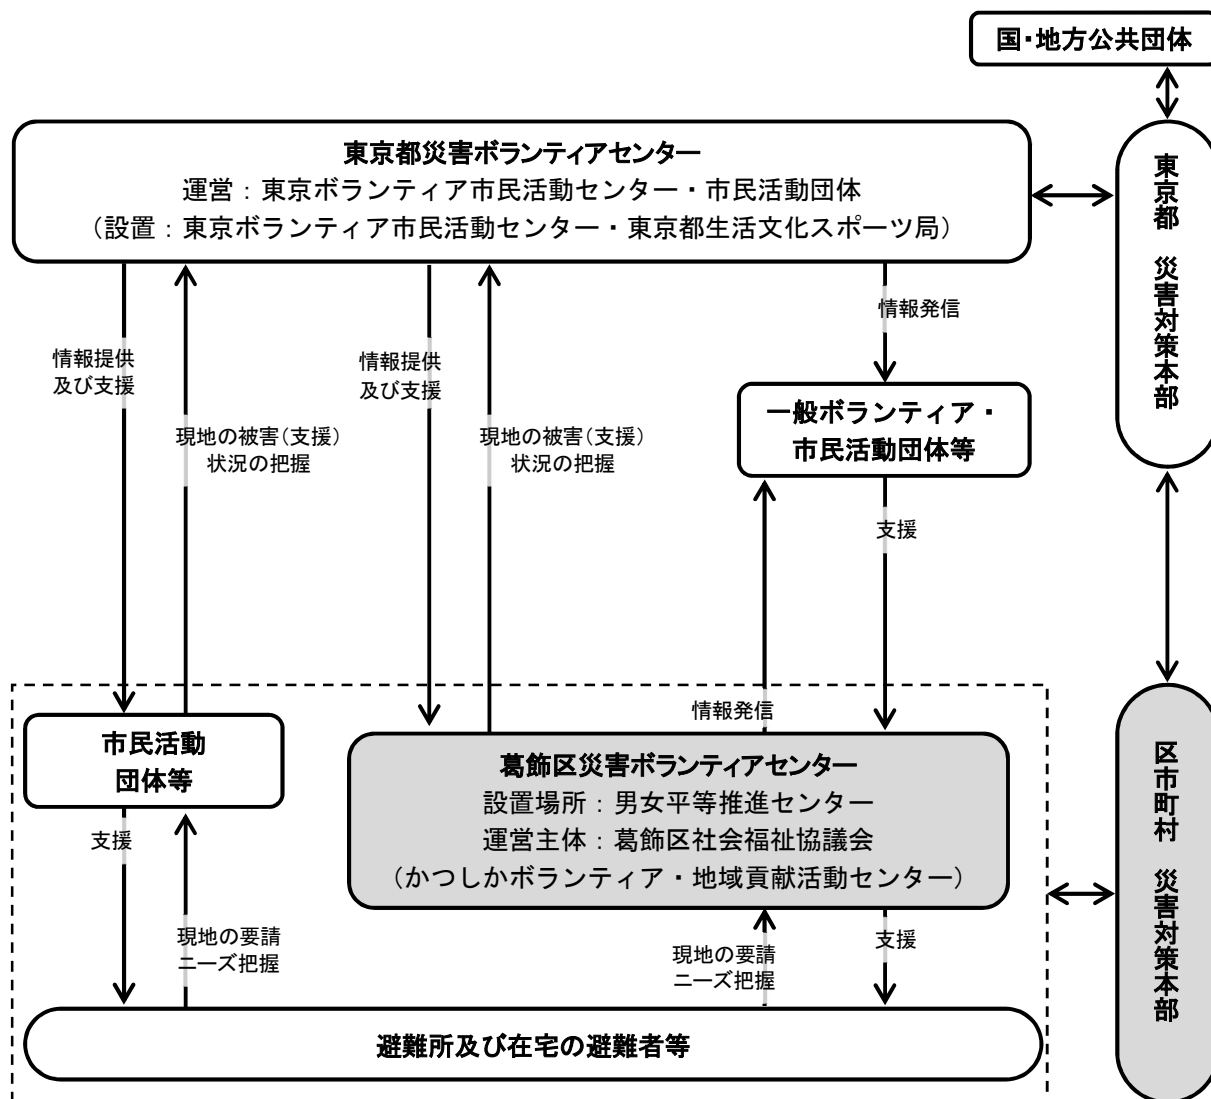 国・地方公共団体
東京都災害ボランティアセンター
運営：東京ボランティア市民活動センター・市民活動団体
（設置：東京ボランティア市民活動センター・東京都生活文化スポーツ局）
東京都　災害対策本部
情報発信
情報提供
及び支援
情報提供
及び支援
一般ボランティア・
市民活動団体等
現地の被害（支援）
状況の把握
現地の被害（支援）
状況の把握
支援
情報発信
市民活動
団体等
葛飾区災害ボランティアセンター
設置場所：男女平等推進センター
運営主体：葛飾区社会福祉協議会
（かつしかボランティア・地域貢献活動センター）
区市町村　災害対策本部
支援
現地の要請
ニーズ把握
現地の要請
ニーズ把握
支援
避難所及び在宅の避難者等